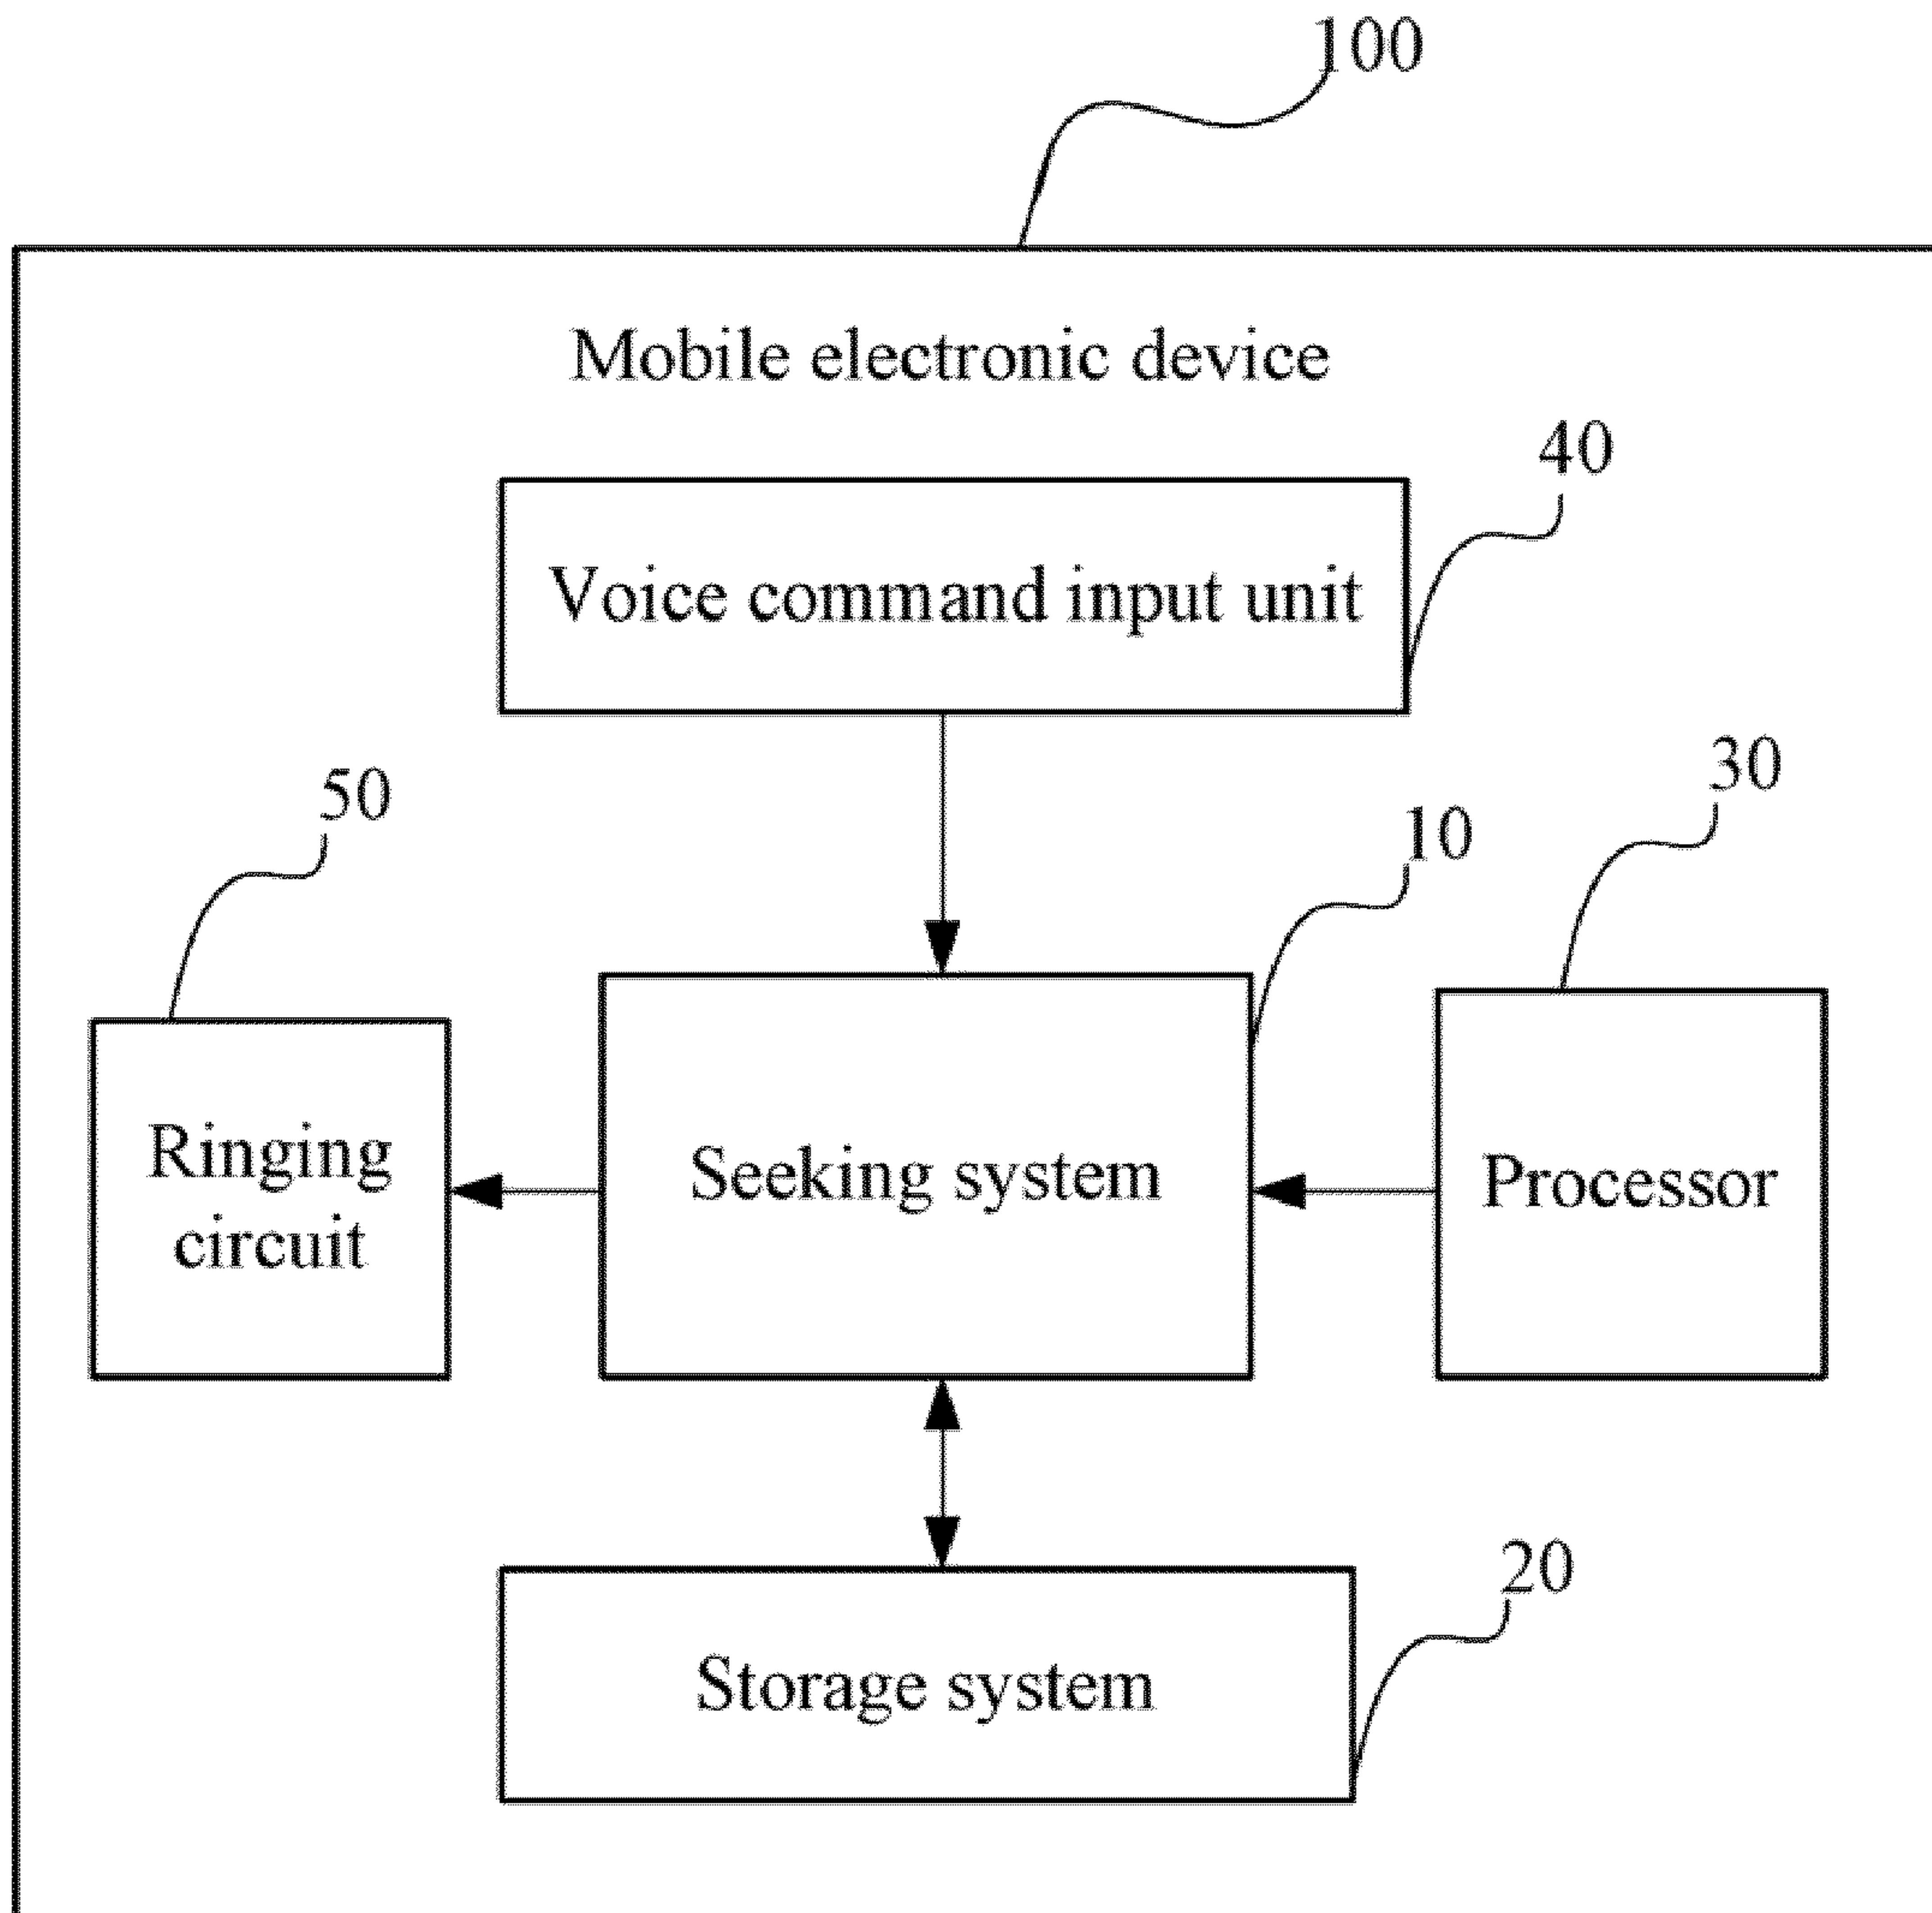 100
Mobile electronic device
40
Voice command input unit
50
30
10
Ringing
circuit
Seeking system
Processor
20
Storage system